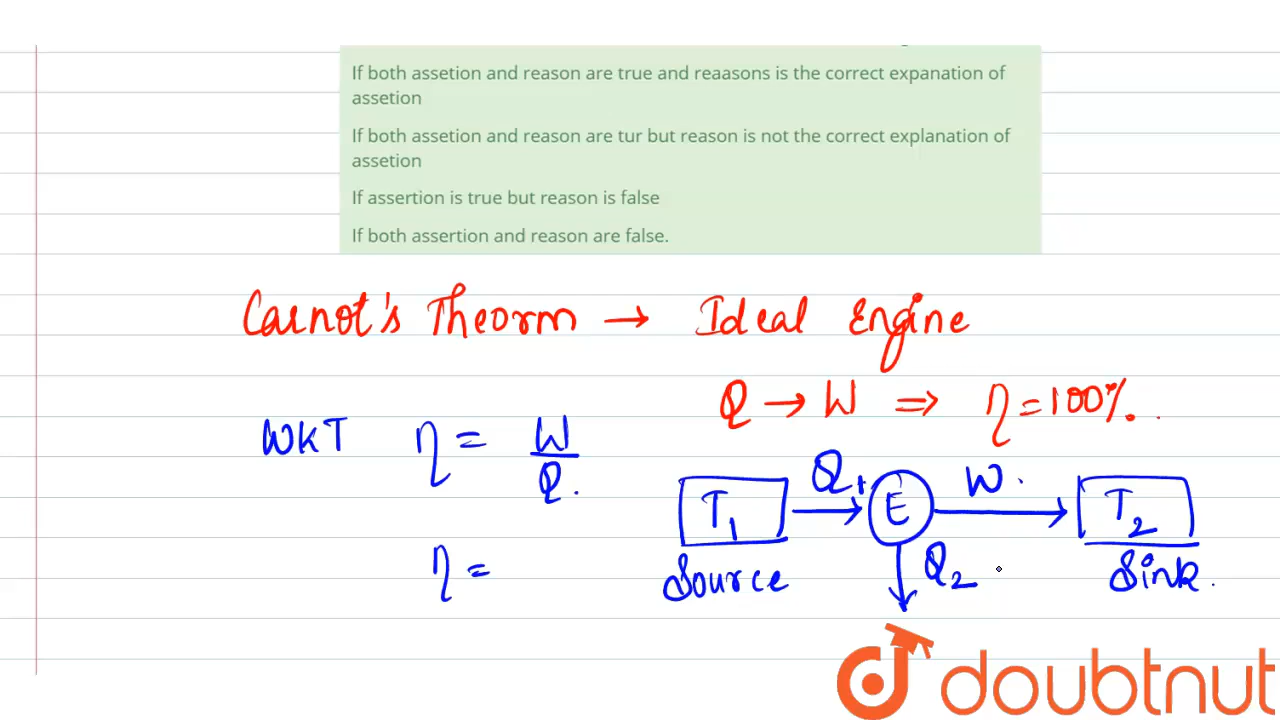 If both assetion and reason are true and reaasons is the correct expanation of
assetion
If both assetion and reason are tur but reason is not the correct explanation of
assetion
If assertion is true but reason is false
If both assertion and reason are false.
Carnot's Theorm → Ideal Engine
Q → W ⇒ η = 100%.
WKT η = W/Q.
T1 Q1 E W. T2
Source Q2 Sink.
η =
doubtnut